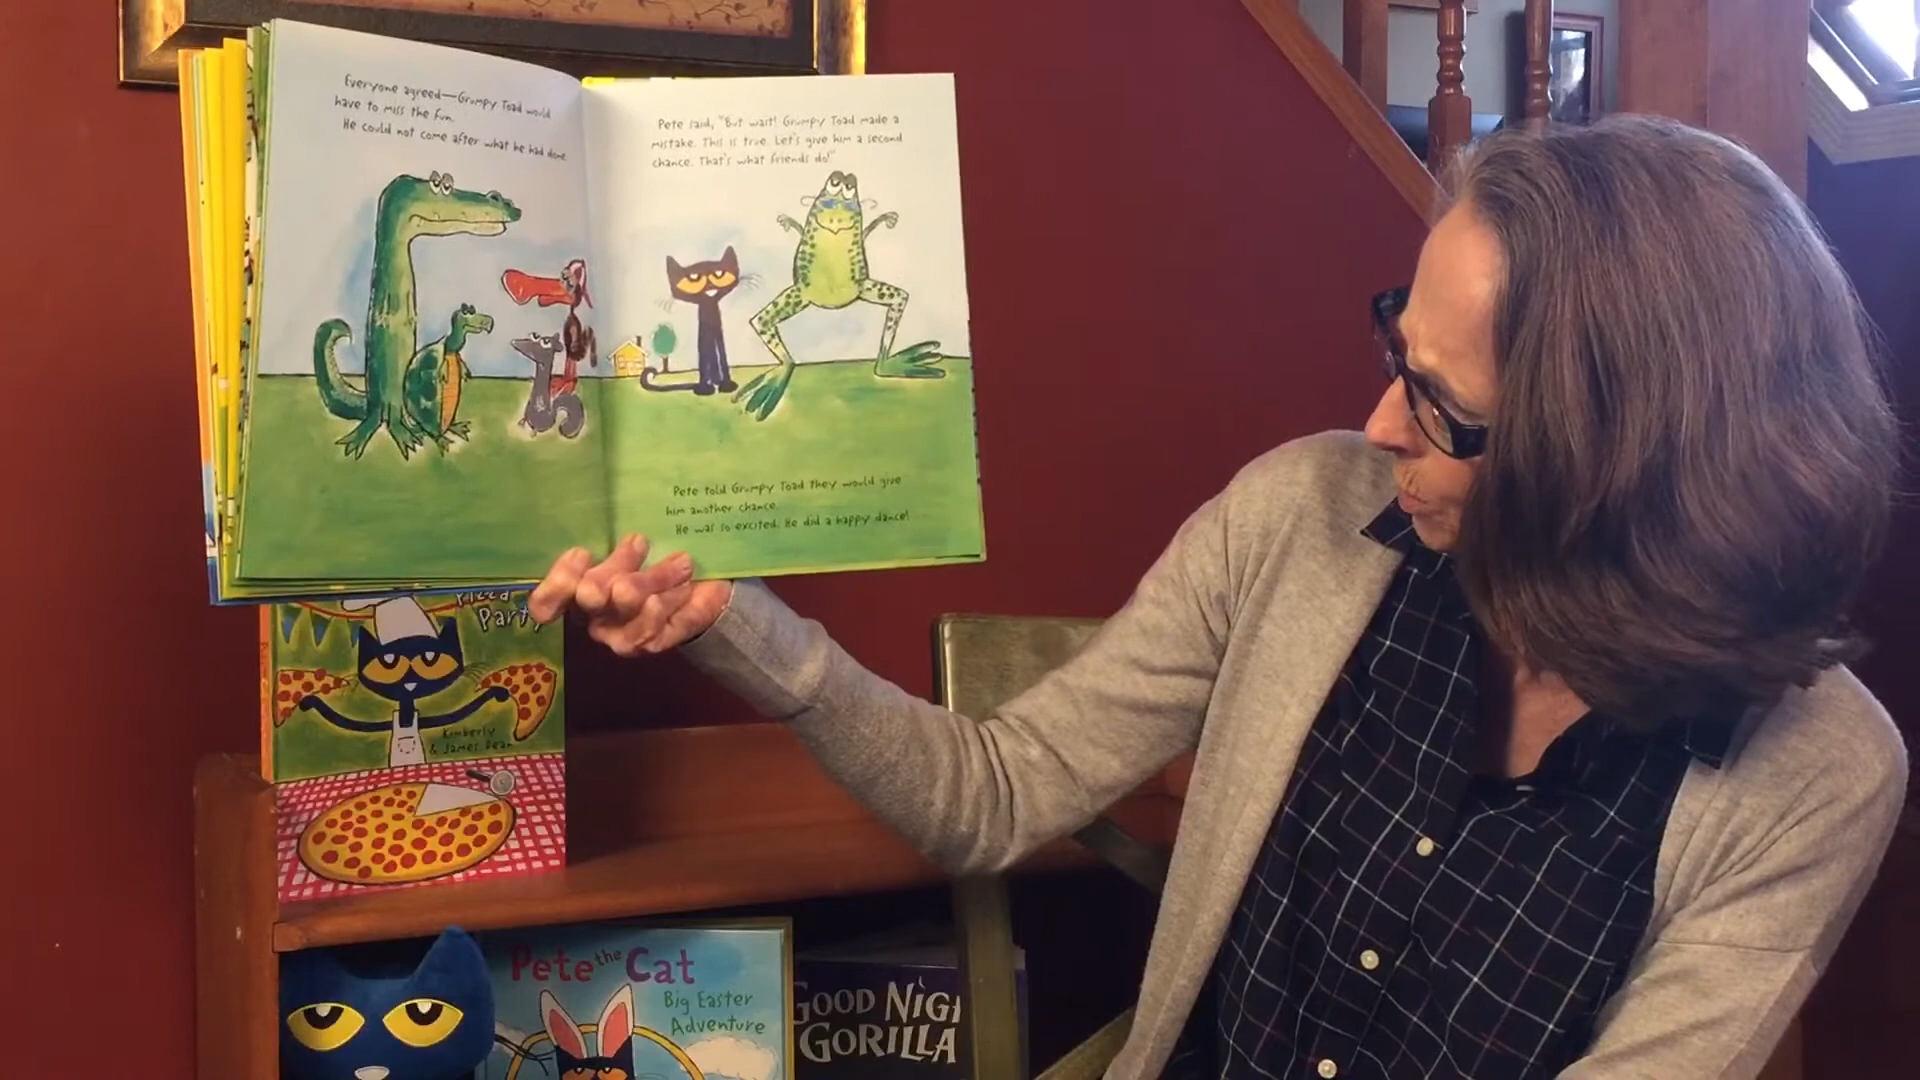 Everyone agreed—Grumpy Toad would
have to miss the fun.
He could not come after what he had done.
Pete said, "But wait! Grumpy Toad made a
mistake. This is true. Let's give him a second
chance. That's what friends do!"
Pete told Grumpy Toad they would give
him another chance.
He was so excited. He did a happy dance!
Pizza
Party
Kimberly
& James Dean
Pete the Cat
Big Easter
Adventure
GOOD NIG
GORILLA